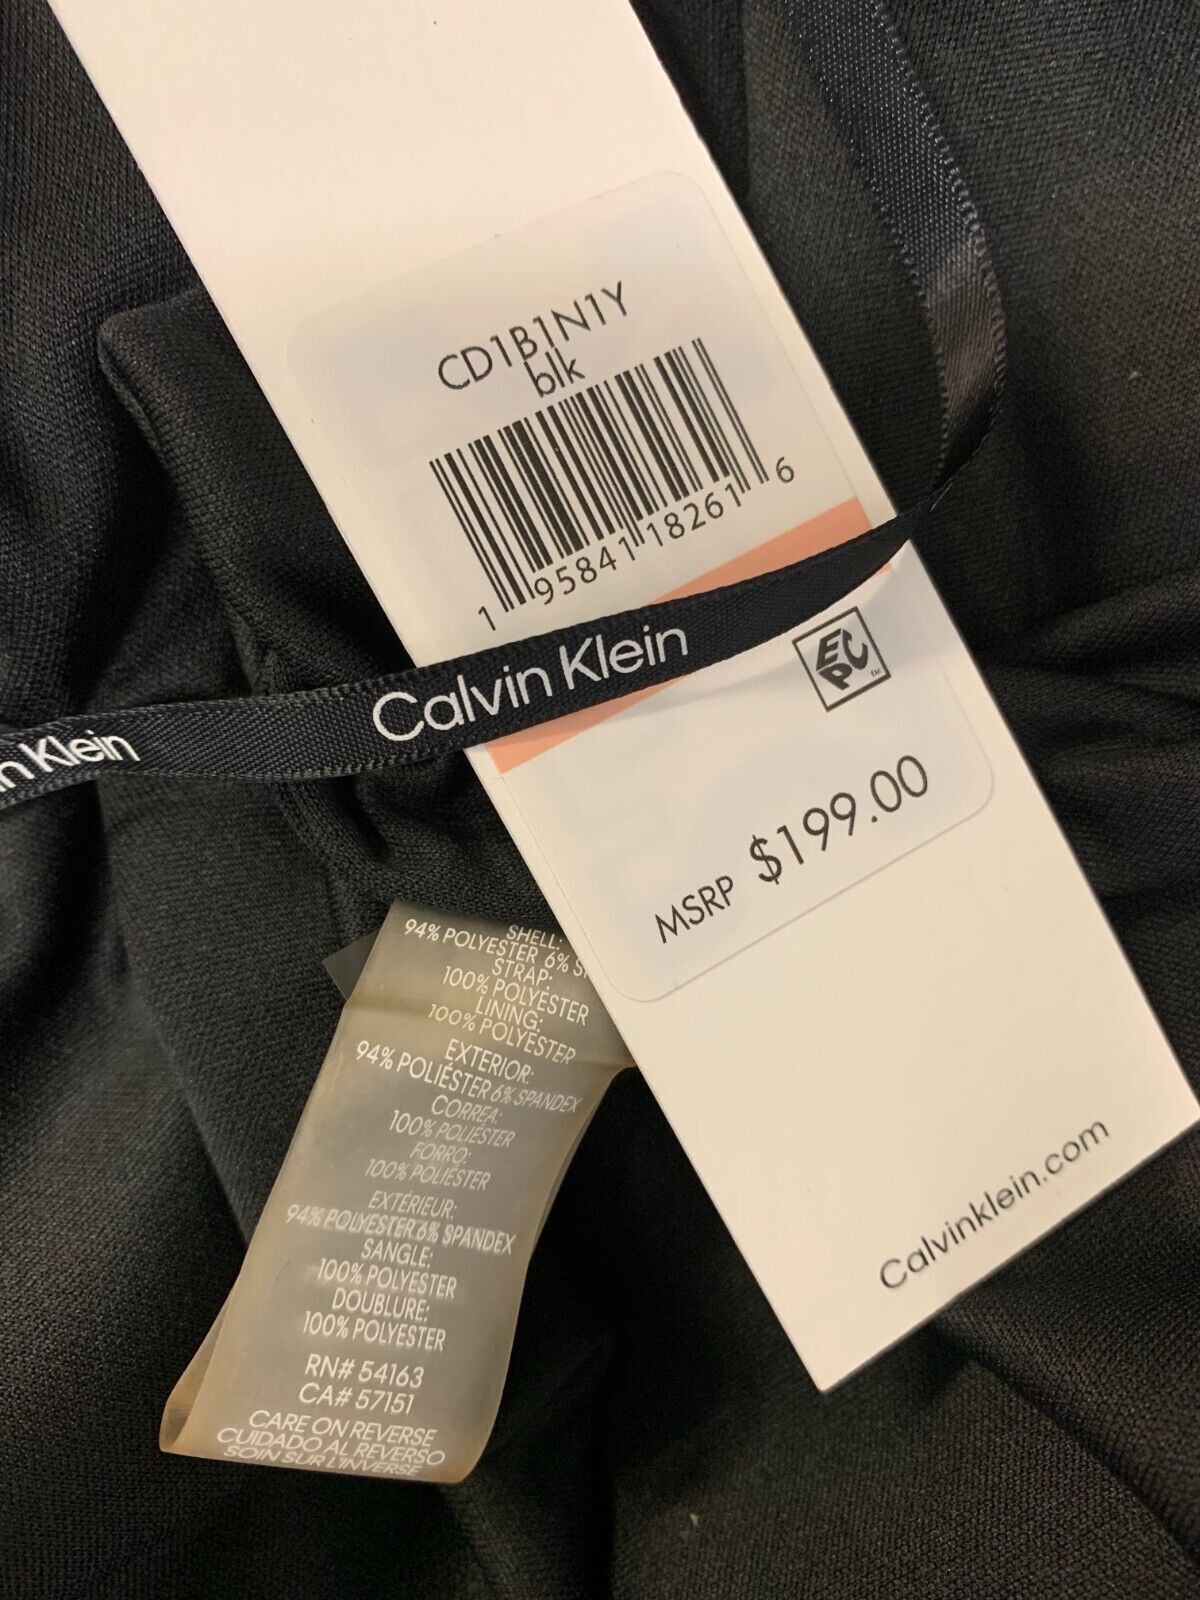 CD1B1N1Y
blk
1 95841 18261 6
Calvin Klein
n Klein
EPC™
MSRP $199.00
Calvinklein.com
SHELL:
94% POLYESTER 6%
STRAP:
100% POLYESTER
LINING:
100% POLYESTER
EXTERIOR:
94% POLIÉSTER 6% SPANDEX
CORREA:
100% POLIÉSTER
FORRO:
100% POLIÉSTER
EXTÉRIEUR:
94% POLYESTER 6% SPANDEX
SANGLE:
100% POLYESTER
DOUBLURE:
100% POLYESTER
RN# 54163
CA# 57151
CARE ON REVERSE
CUIDADO AL REVERSO
SOIN SUR L'INVERSE